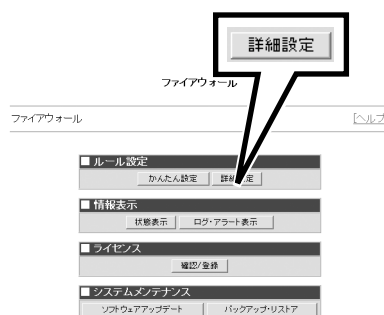 詳細設定
ファイアウォール
ファイアウォール
[ヘルプ
■ ルール設定
かんたん設定 詳細設定
■ 情報表示
状態表示 ログ・アラート表示
■ ライセンス
確認/登録
■ システムメンテナンス
ソフトウェアアップデート バックアップ・リストア